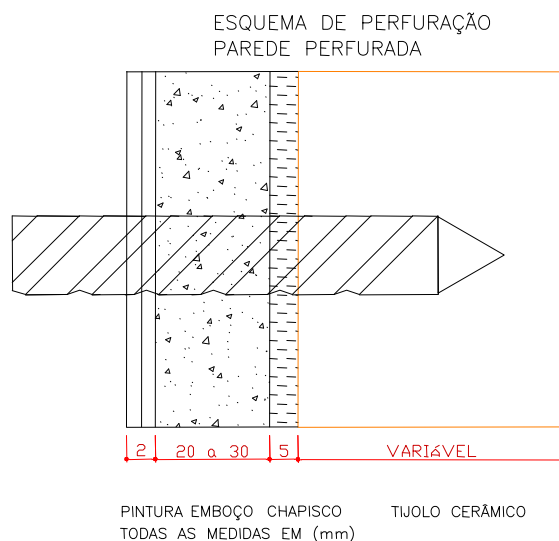 ESQUEMA DE PERFURAÇÃO
PAREDE PERFURADA
2 20 a 30 5 VARIáVEL
PINTURA EMBOÇO CHAPISCO TIJOLO CERÂMICO
TODAS AS MEDIDAS EM (mm)